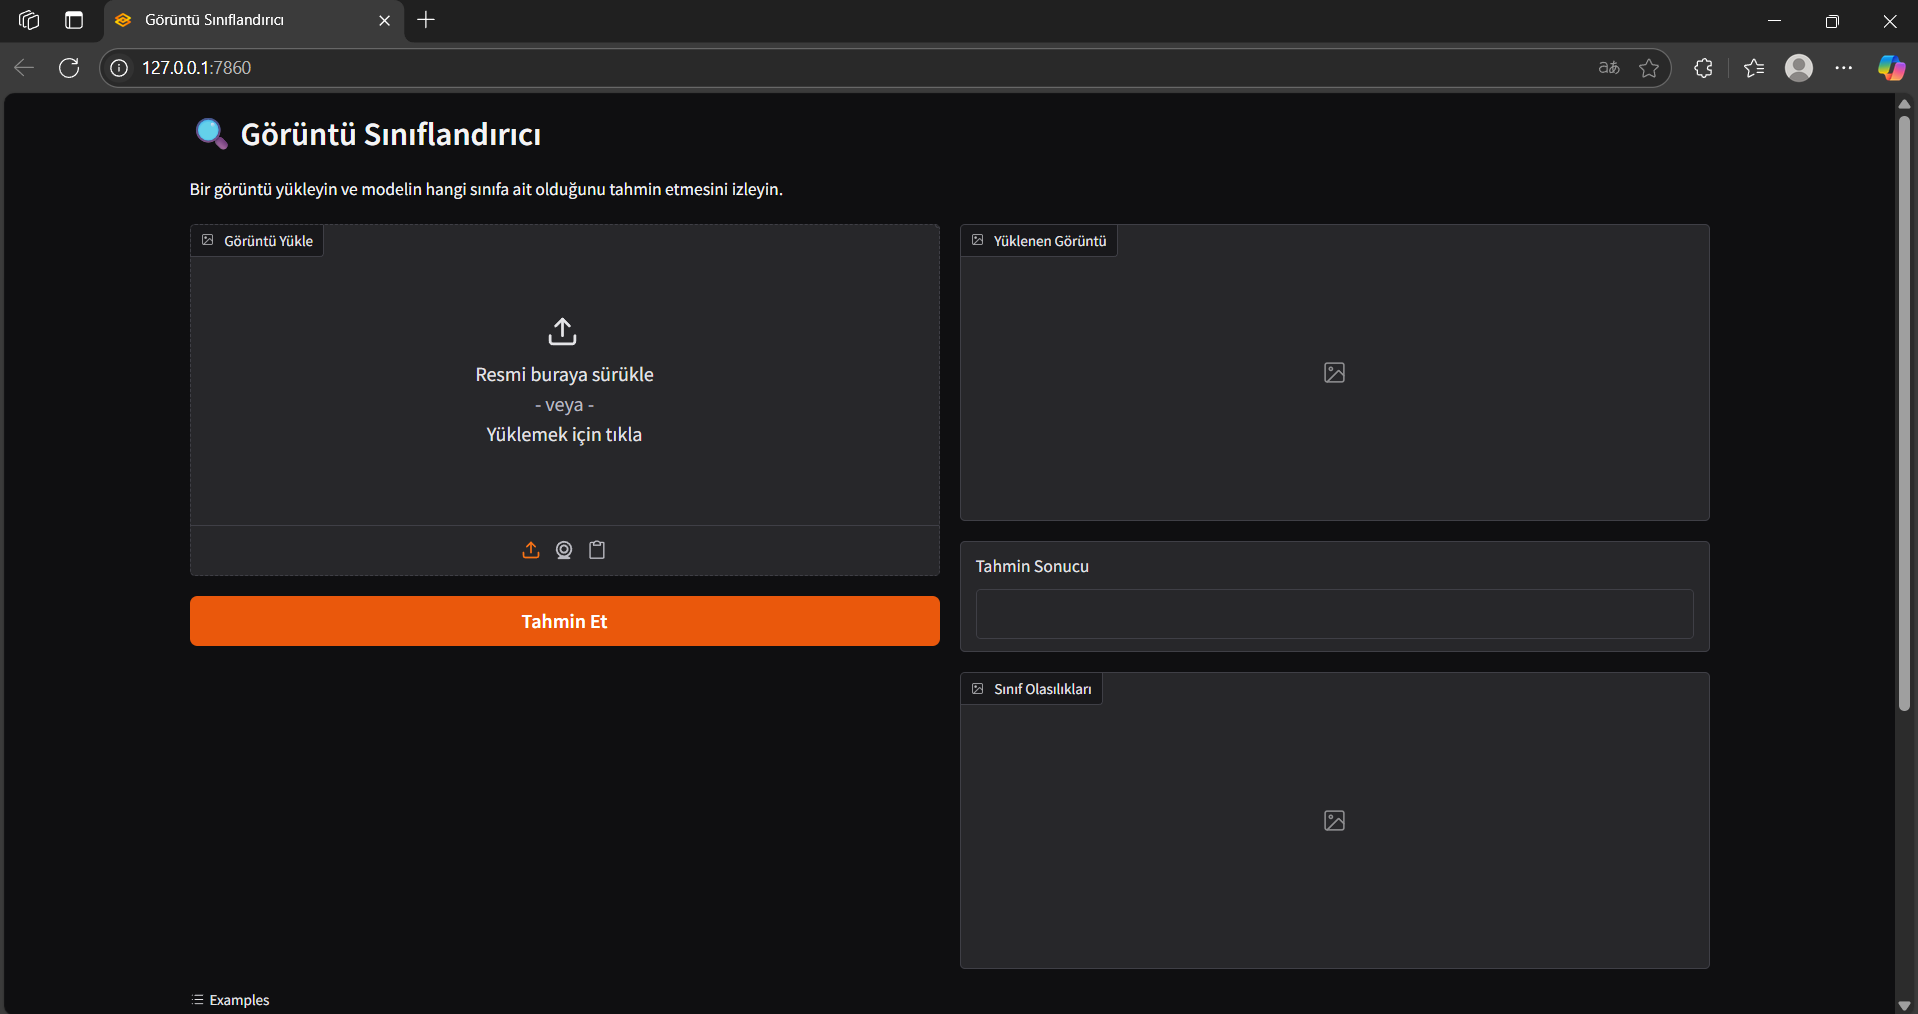 Görüntü Sınıflandırıcı
127.0.0.1:7860
aあ
Görüntü Sınıflandırıcı
Bir görüntü yükleyin ve modelin hangi sınıfa ait olduğunu tahmin etmesini izleyin.
Görüntü Yükle
Resmi buraya sürükle
- veya -
Yüklemek için tıkla
Tahmin Et
Yüklenen Görüntü
Tahmin Sonucu
Sınıf Olasılıkları
Examples